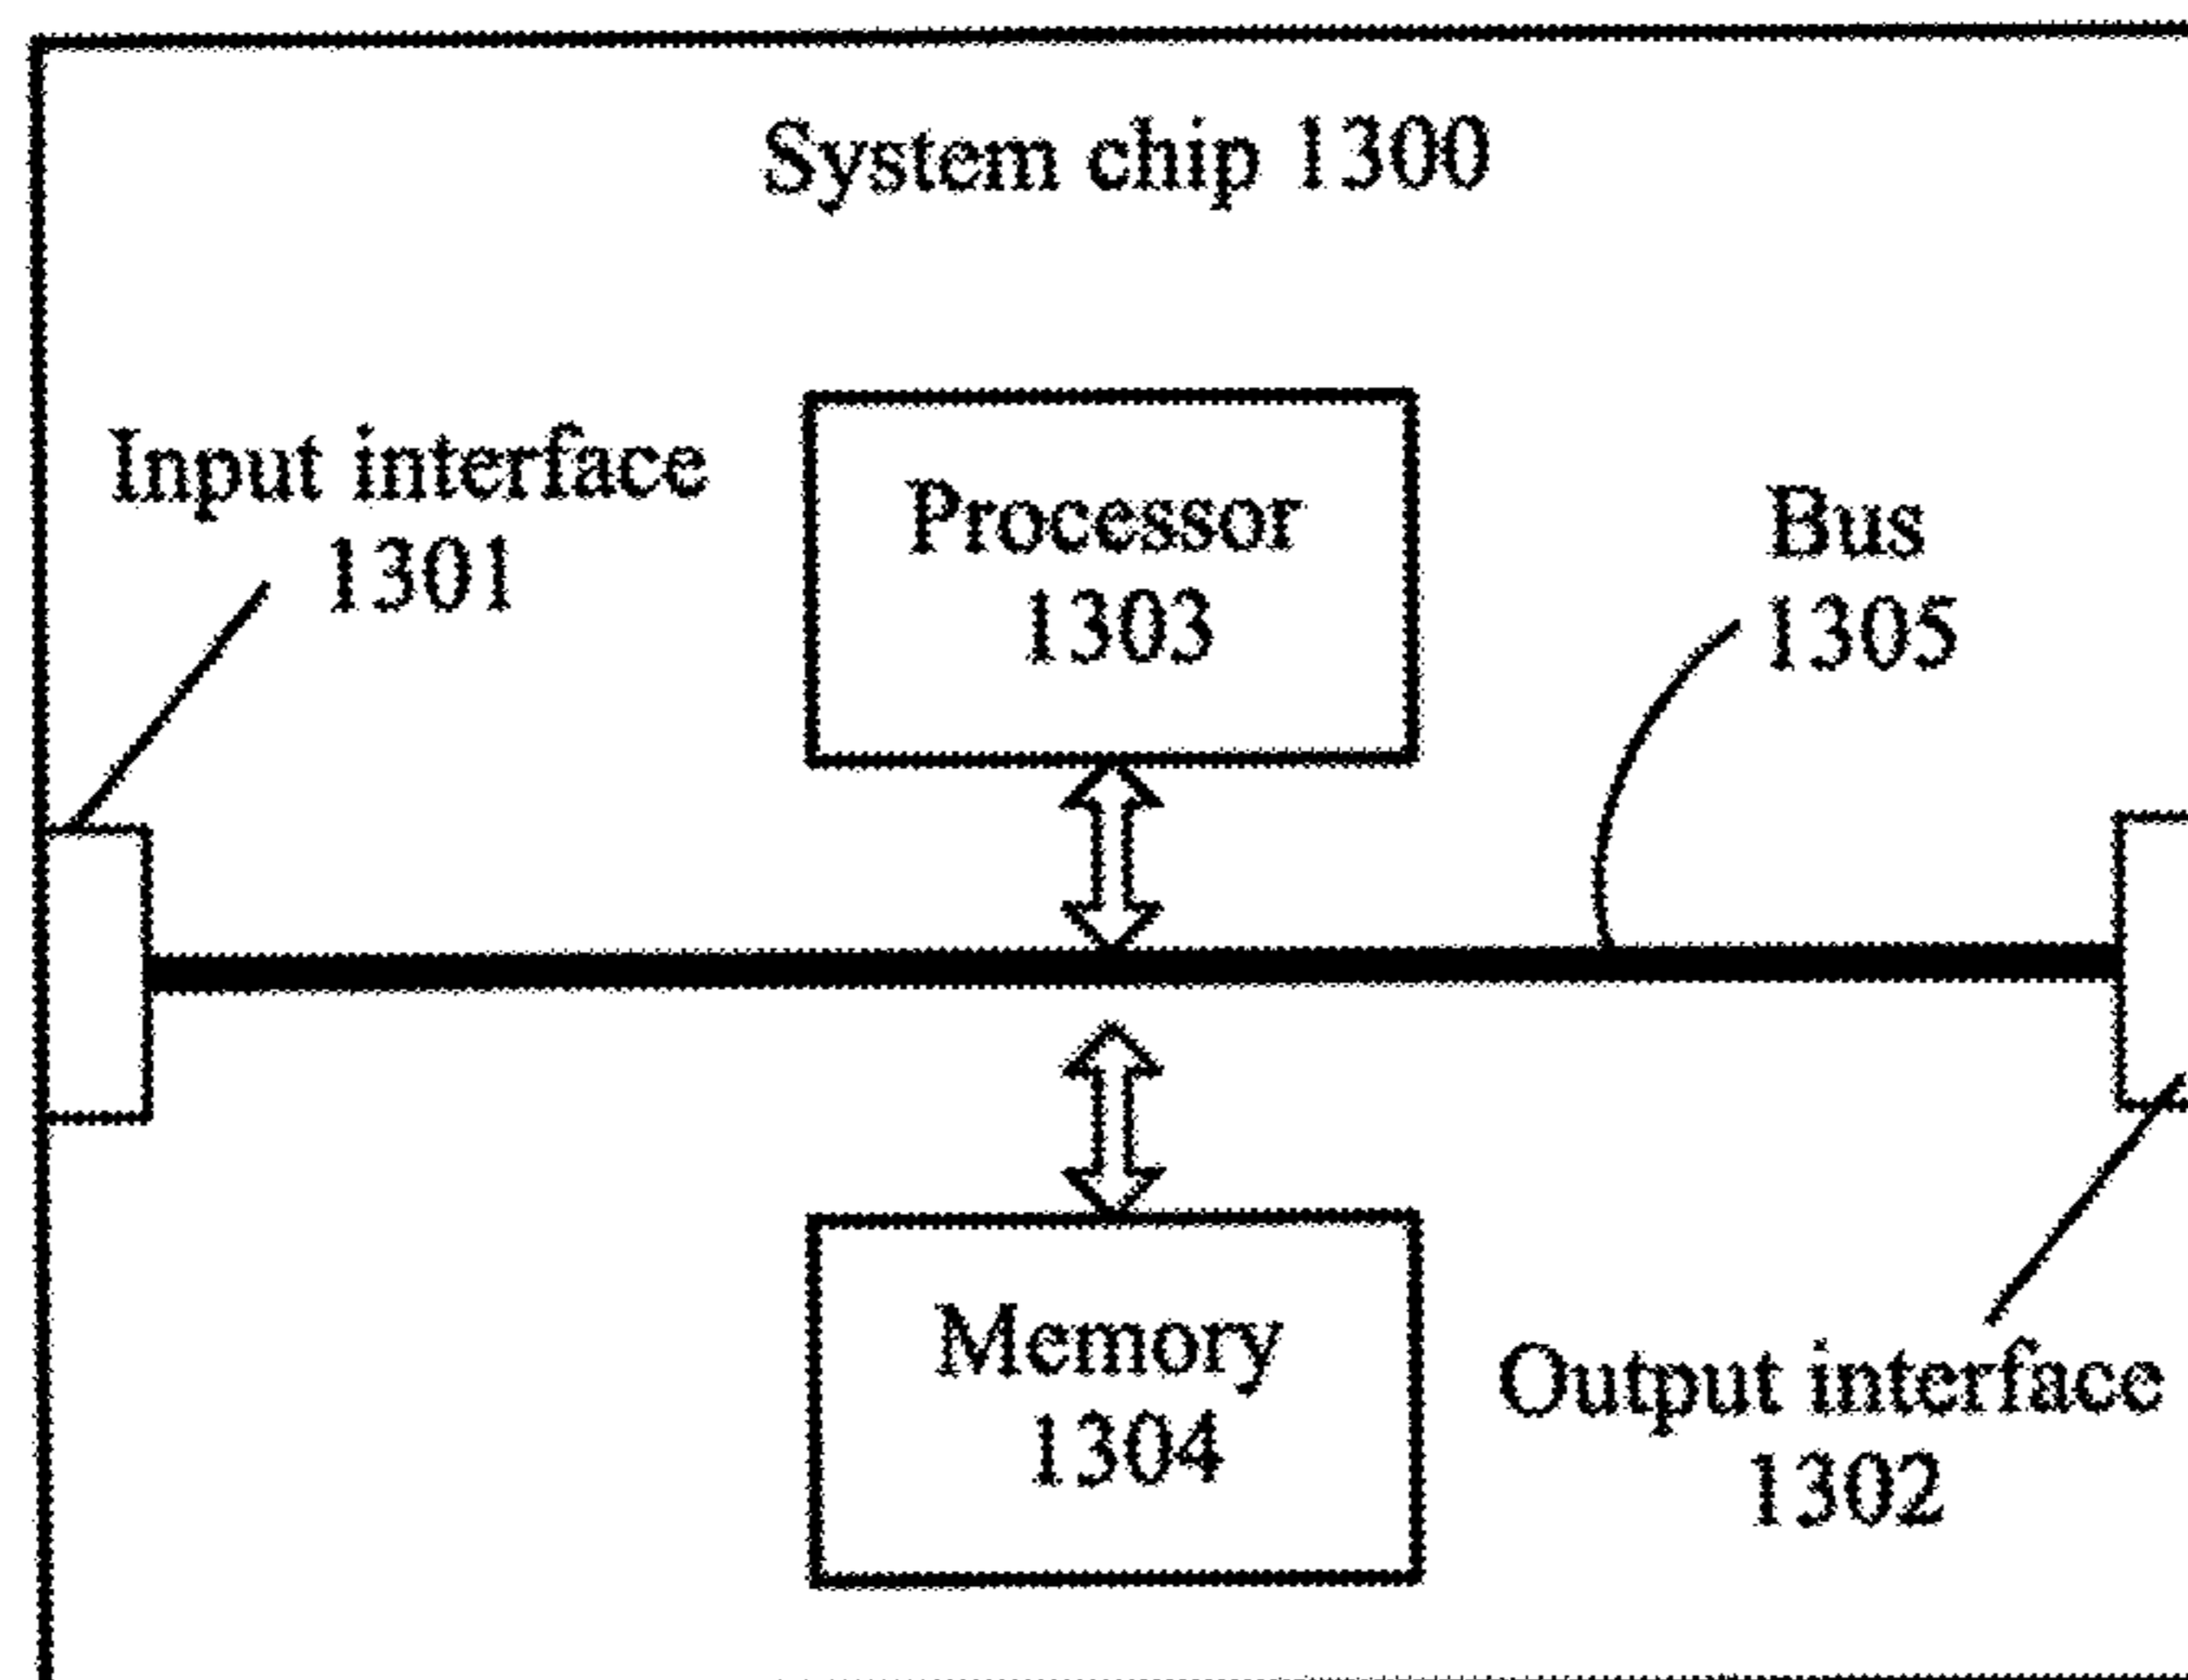 System chip 1300
Input interface
1301
Processor
1303
Bus
1305
Memory
1304
Output interface
1302